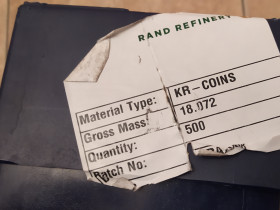 RAND REFINERY
Material Type: KR-COINS
Gross Mass: 18.072
Quantity: 500
Batch No: